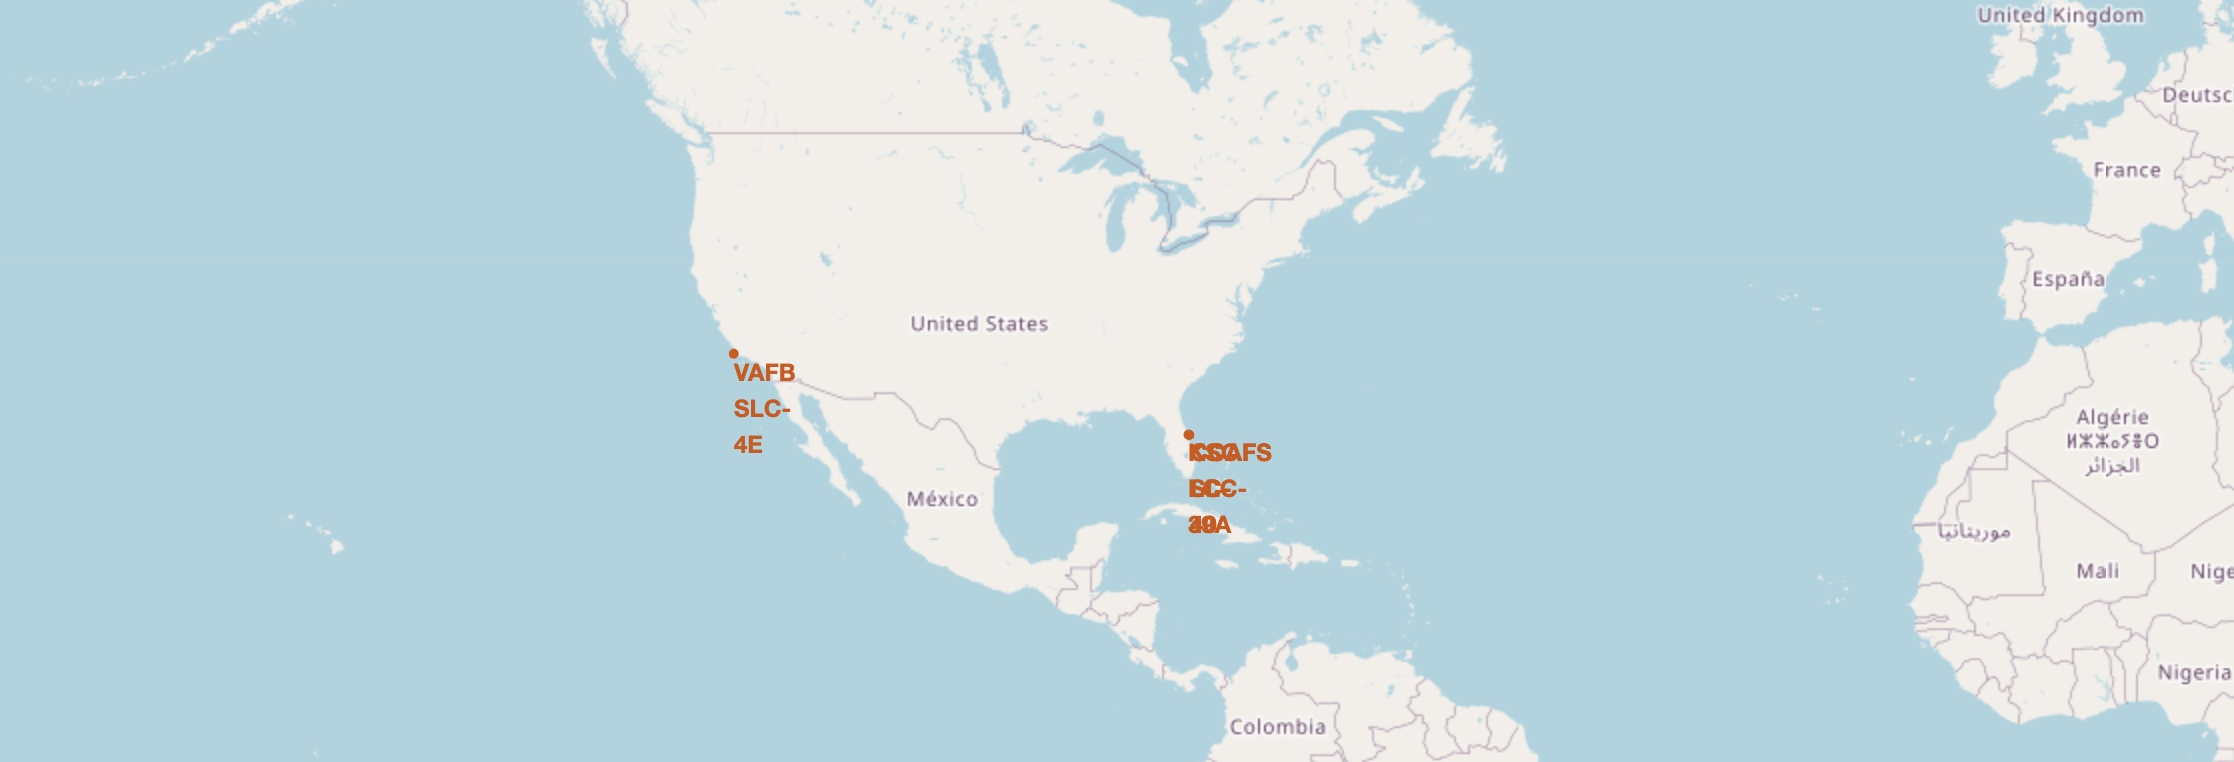 United Kingdom
Deutsc
France
España
United States
VAFB
SLC-
4E
México
Algérie
ⵍⵣⵣⴰⵢⴻⵔ
الجزائر
موريتانيا
Mali
Nige
Nigeria
Colombia